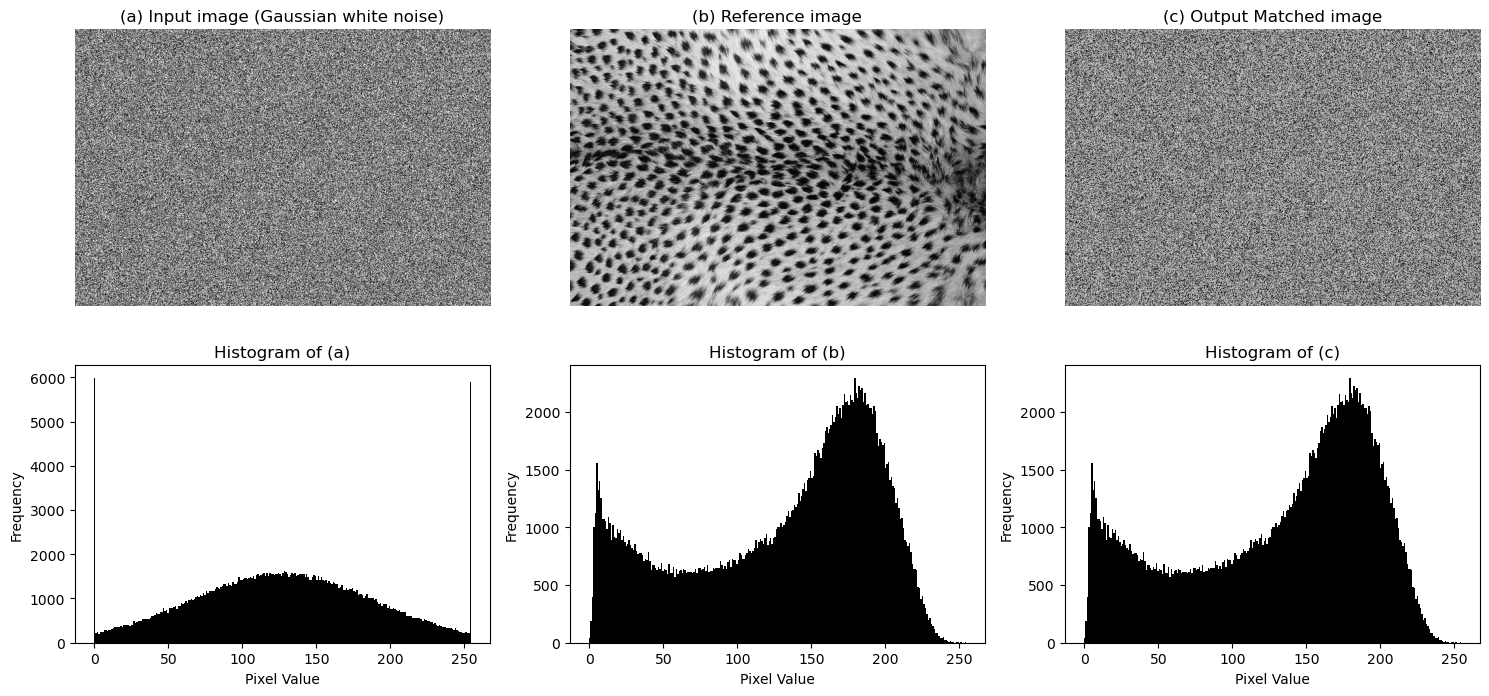 (a) Input image (Gaussian white noise)
(b) Reference image
(c) Output Matched image
Histogram of (a)
Histogram of (b)
Histogram of (c)
Frequency
6000
5000
4000
3000
2000
1000
0
0 50 100 150 200 250
Pixel Value
Frequency
2000
1500
1000
500
0
0 50 100 150 200 250
Pixel Value
Frequency
2000
1500
1000
500
0
0 50 100 150 200 250
Pixel Value